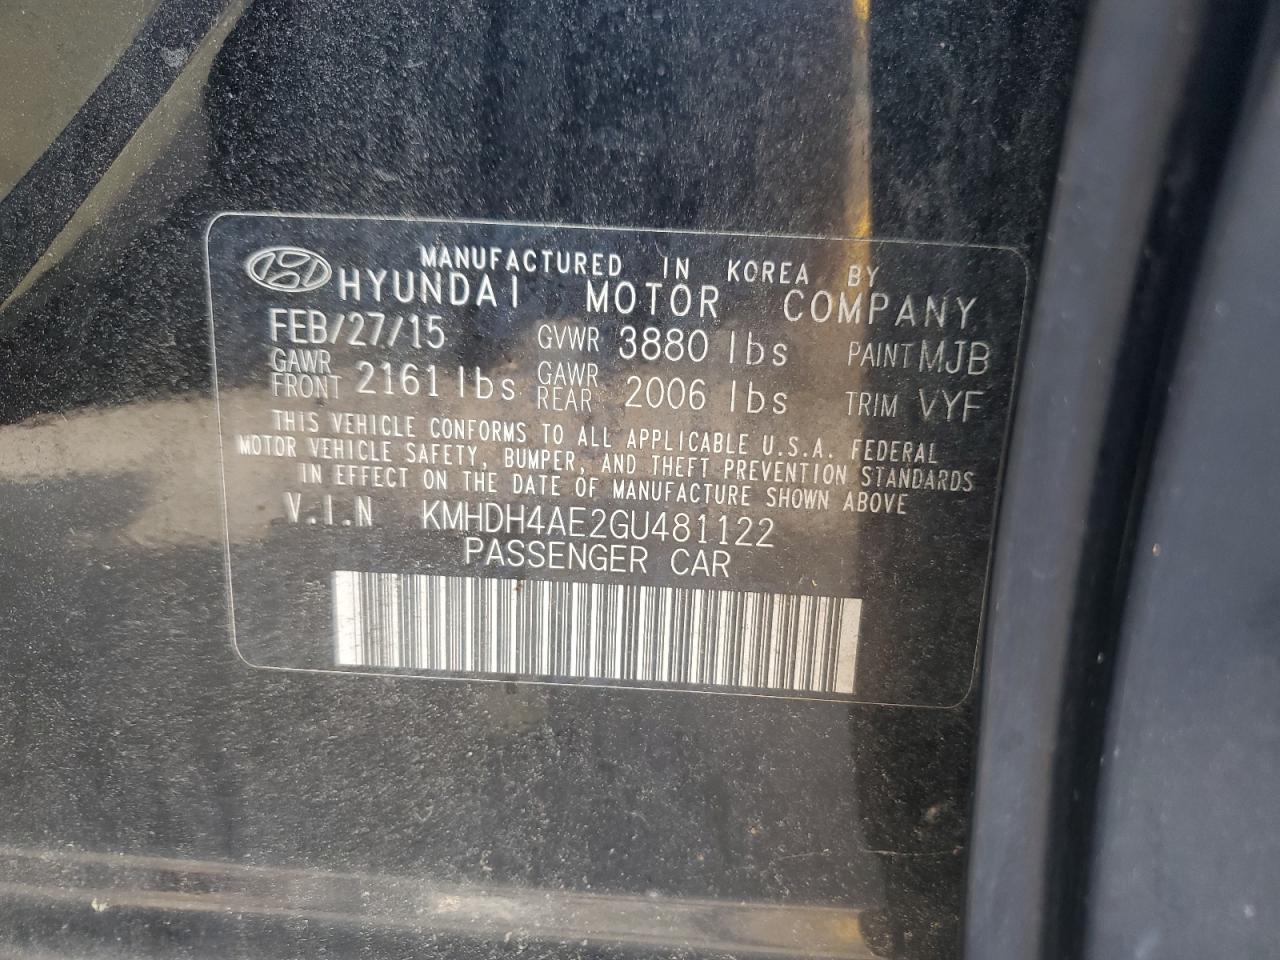 MANUFACTURED IN KOREA BY
HYUNDAI MOTOR COMPANY
FEB/27/15 GVWR 3880 lbs PAINT MJB
GAWR FRONT 2161 lbs GAWR REAR 2006 lbs TRIM VYF
THIS VEHICLE CONFORMS TO ALL APPLICABLE U.S.A. FEDERAL
MOTOR VEHICLE SAFETY, BUMPER, AND THEFT PREVENTION STANDARDS
IN EFFECT ON THE DATE OF MANUFACTURE SHOWN ABOVE
V.I.N KMHDH4AE2GU481122
PASSENGER CAR